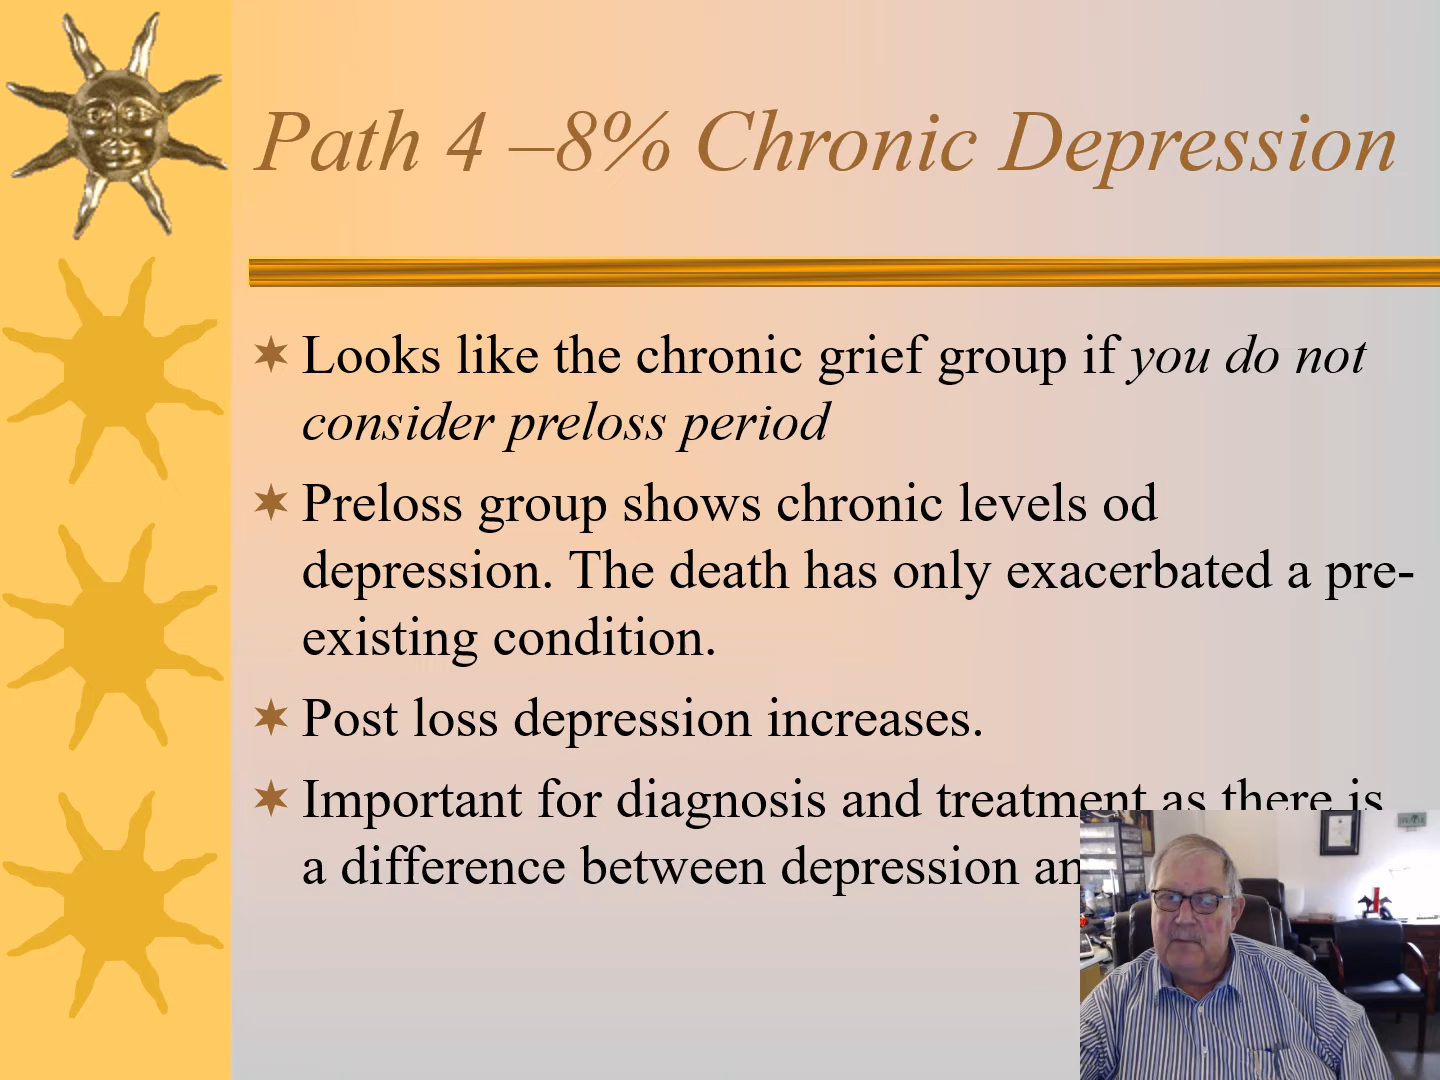 Path 4 –8% Chronic Depression
Looks like the chronic grief group if you do not
consider preloss period
Preloss group shows chronic levels od
depression. The death has only exacerbated a pre-
existing condition.
Post loss depression increases.
Important for diagnosis and treatment as there is
a difference between depression an